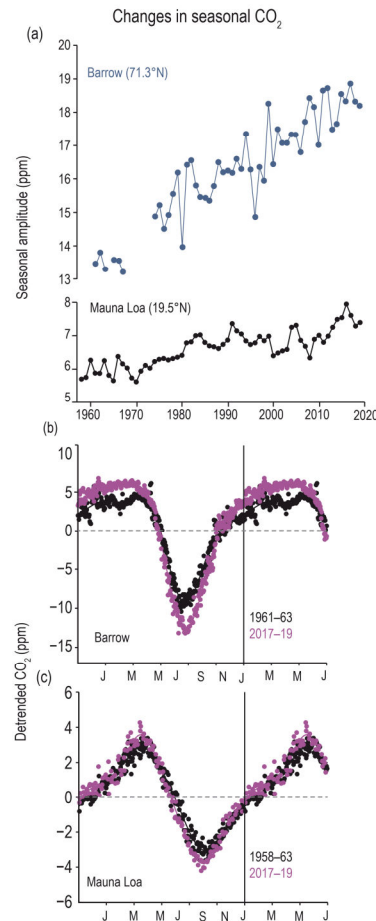 Changes in seasonal CO₂
(a)
20
19
Barrow (71.3°N)
18
17
16
15
14
13
Seasonal amplitude (ppm)
8
Mauna Loa (19.5°N)
7
6
5
1960 1970 1980 1990 2000 2010 2020
(b)
10
5
0
−5
−10
−15
1961–63
2017–19
Barrow
J M M J S N J M M J
Detrended CO₂ (ppm)
(c)
6
4
2
0
−2
−4
−6
1958–63
2017–19
Mauna Loa
J M M J S N J M M J